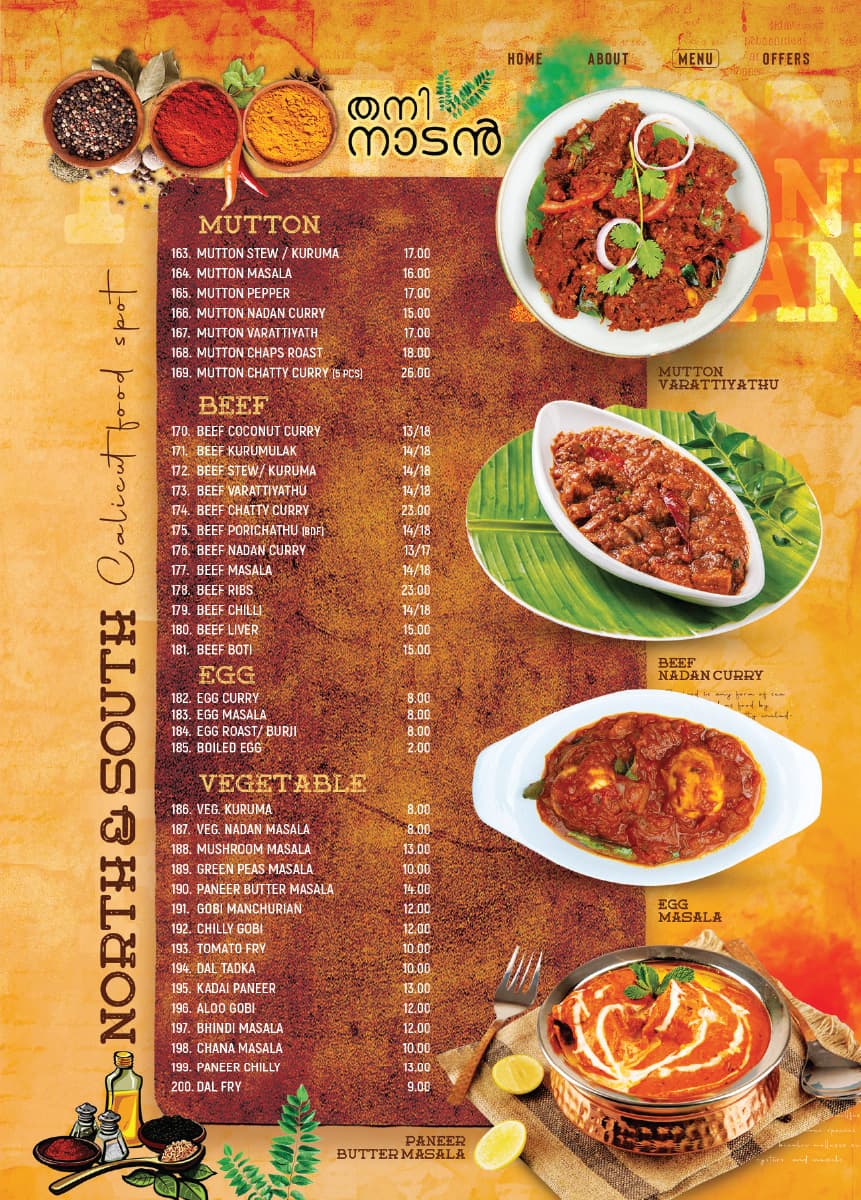 HOME ABOUT MENU OFFERS
തനി
നാടൻ
MUTTON
163. MUTTON STEW / KURUMA 17.00
164. MUTTON MASALA 16.00
165. MUTTON PEPPER 17.00
166. MUTTON NADAN CURRY 15.00
167. MUTTON VARATTIYATH 17.00
168. MUTTON CHAPS ROAST 18.00
169. MUTTON CHATTY CURRY (5 PCS) 26.00
BEEF
170. BEEF COCONUT CURRY 13/18
171. BEEF KURUMULAK 14/18
172. BEEF STEW/ KURUMA 14/18
173. BEEF VARATTIYATHU 14/18
174. BEEF CHATTY CURRY 23.00
175. BEEF PORICHATHU (BDF) 14/18
176. BEEF NADAN CURRY 13/17
177. BEEF MASALA 14/18
178. BEEF RIBS 23.00
179. BEEF CHILLI 14/18
180. BEEF LIVER 15.00
181. BEEF BOTI 15.00
EGG
182. EGG CURRY 8.00
183. EGG MASALA 8.00
184. EGG ROAST/ BURJI 8.00
185. BOILED EGG 2.00
VEGETABLE
186. VEG. KURUMA 8.00
187. VEG. NADAN MASALA 8.00
188. MUSHROOM MASALA 13.00
189. GREEN PEAS MASALA 10.00
190. PANEER BUTTER MASALA 14.00
191. GOBI MANCHURIAN 12.00
192. CHILLY GOBI 12.00
193. TOMATO FRY 10.00
194. DAL TADKA 10.00
195. KADAI PANEER 13.00
196. ALOO GOBI 12.00
197. BHINDI MASALA 12.00
198. CHANA MASALA 10.00
199. PANEER CHILLY 13.00
200. DAL FRY 9.00
NORTH & SOUTH Calicut food spot
MUTTON
VARATTIYATHU
BEEF
NADAN CURRY
EGG
MASALA
PANEER
BUTTER MASALA